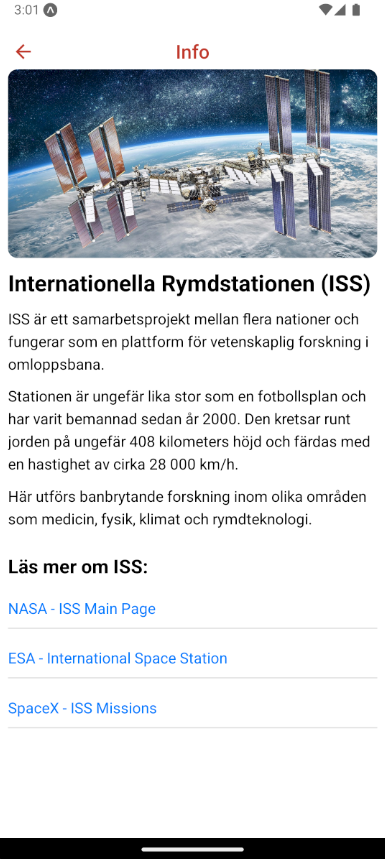 3:01
Info
Internationella Rymdstationen (ISS)
ISS är ett samarbetsprojekt mellan flera nationer och
fungerar som en plattform för vetenskaplig forskning i
omloppsbana.
Stationen är ungefär lika stor som en fotbollsplan och
har varit bemannad sedan år 2000. Den kretsar runt
jorden på ungefär 408 kilometers höjd och färdas med
en hastighet av cirka 28 000 km/h.
Här utförs banbrytande forskning inom olika områden
som medicin, fysik, klimat och rymdteknologi.
Läs mer om ISS:
NASA - ISS Main Page
ESA - International Space Station
SpaceX - ISS Missions